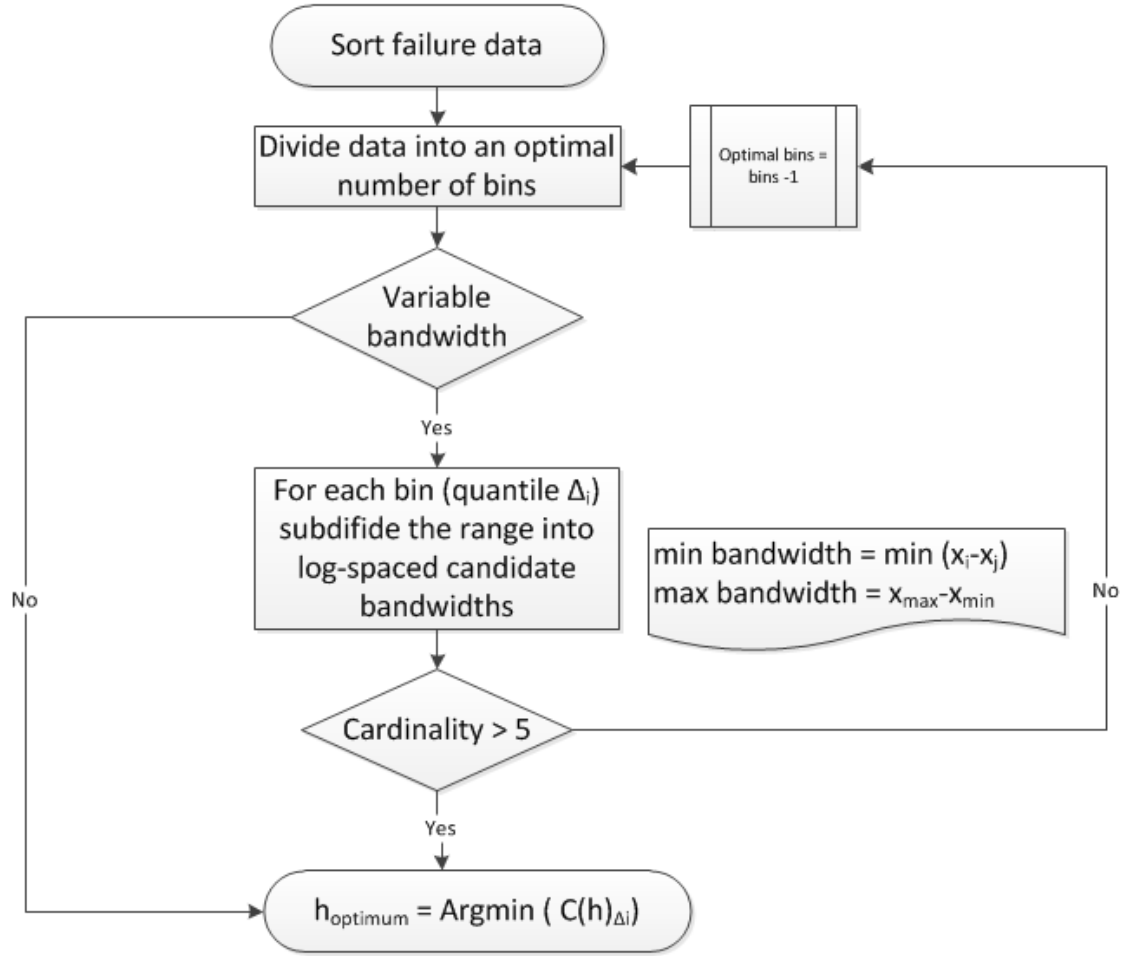 Sort failure data
Divide data into an optimal
number of bins
Optimal bins =
bins -1
Variable
bandwidth
Yes
For each bin (quantile Δᵢ)
subdifide the range into
log-spaced candidate
bandwidths
min bandwidth = min (xᵢ-xⱼ)
max bandwidth = xₘₐₓ-xₘᵢₙ
No
No
Cardinality > 5
Yes
h_optimum = Argmin ( C(h)_Δi)